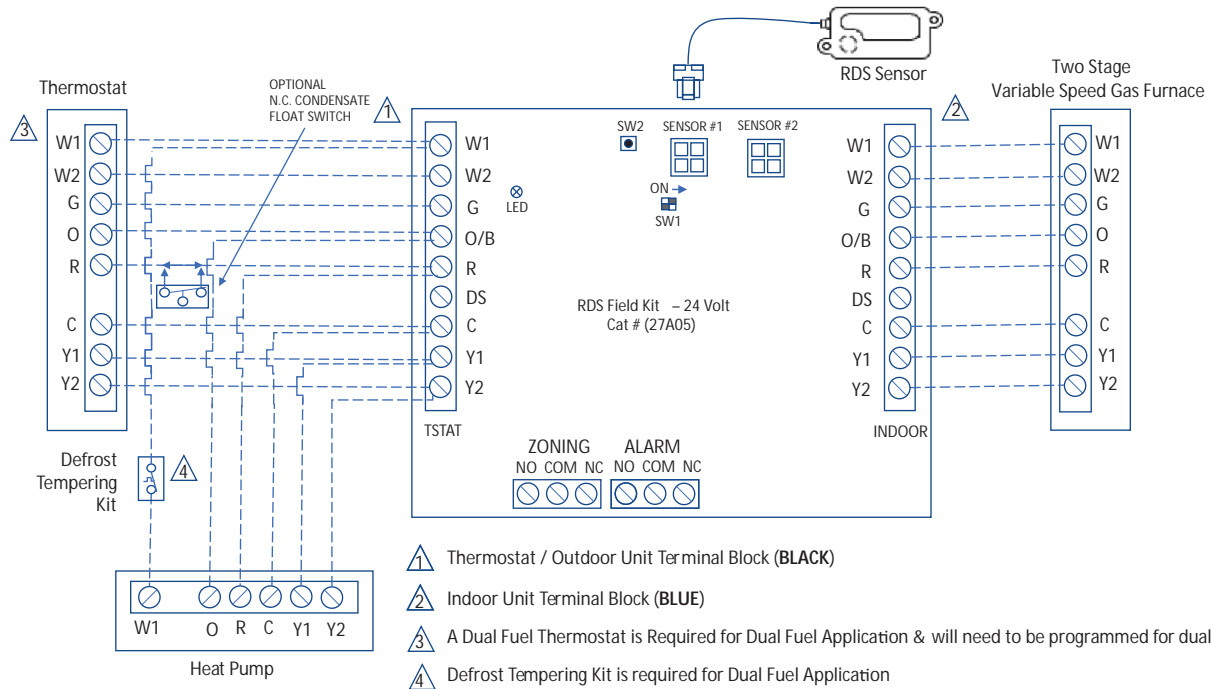 RDS Sensor
Two Stage
Variable Speed Gas Furnace
Thermostat
OPTIONAL
N.C. CONDENSATE
FLOAT SWITCH
1
2
3
W1
W2
G
O
R
C
Y1
Y2
W1
W2
G
O/B
R
DS
C
Y1
Y2
TSTAT
LED
SW2
SENSOR #1
SENSOR #2
ON
SW1
RDS Field Kit – 24 Volt
Cat # (27A05)
W1
W2
G
O/B
R
DS
C
Y1
Y2
INDOOR
W1
W2
G
O
R
C
Y1
Y2
ZONING
NO COM NC
ALARM
NO COM NC
Defrost
Tempering
Kit
4
W1 O R C Y1 Y2
Heat Pump
1 Thermostat / Outdoor Unit Terminal Block (BLACK)
2 Indoor Unit Terminal Block (BLUE)
3 A Dual Fuel Thermostat is Required for Dual Fuel Application & will need to be programmed for dual
4 Defrost Tempering Kit is required for Dual Fuel Application